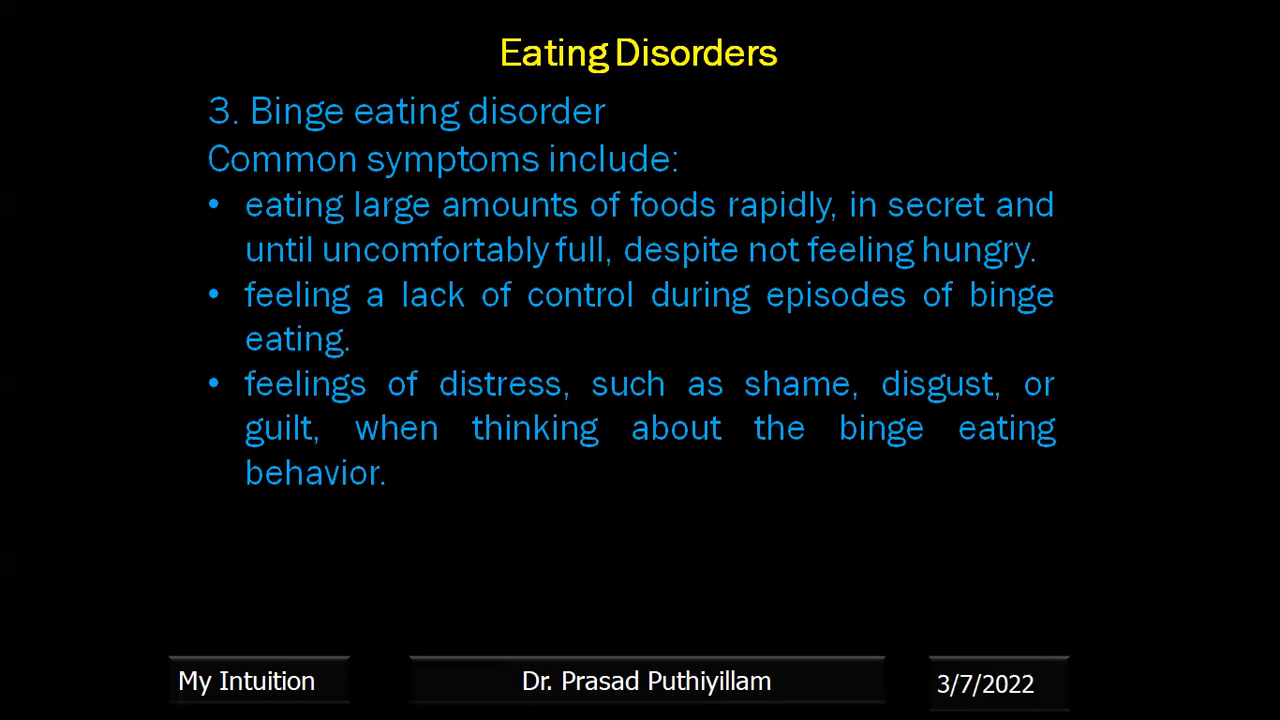 Eating Disorders
3. Binge eating disorder
Common symptoms include:
• eating large amounts of foods rapidly, in secret and
until uncomfortably full, despite not feeling hungry.
• feeling a lack of control during episodes of binge
eating.
• feelings of distress, such as shame, disgust, or
guilt, when thinking about the binge eating
behavior.
My Intuition
Dr. Prasad Puthiyillam
3/7/2022